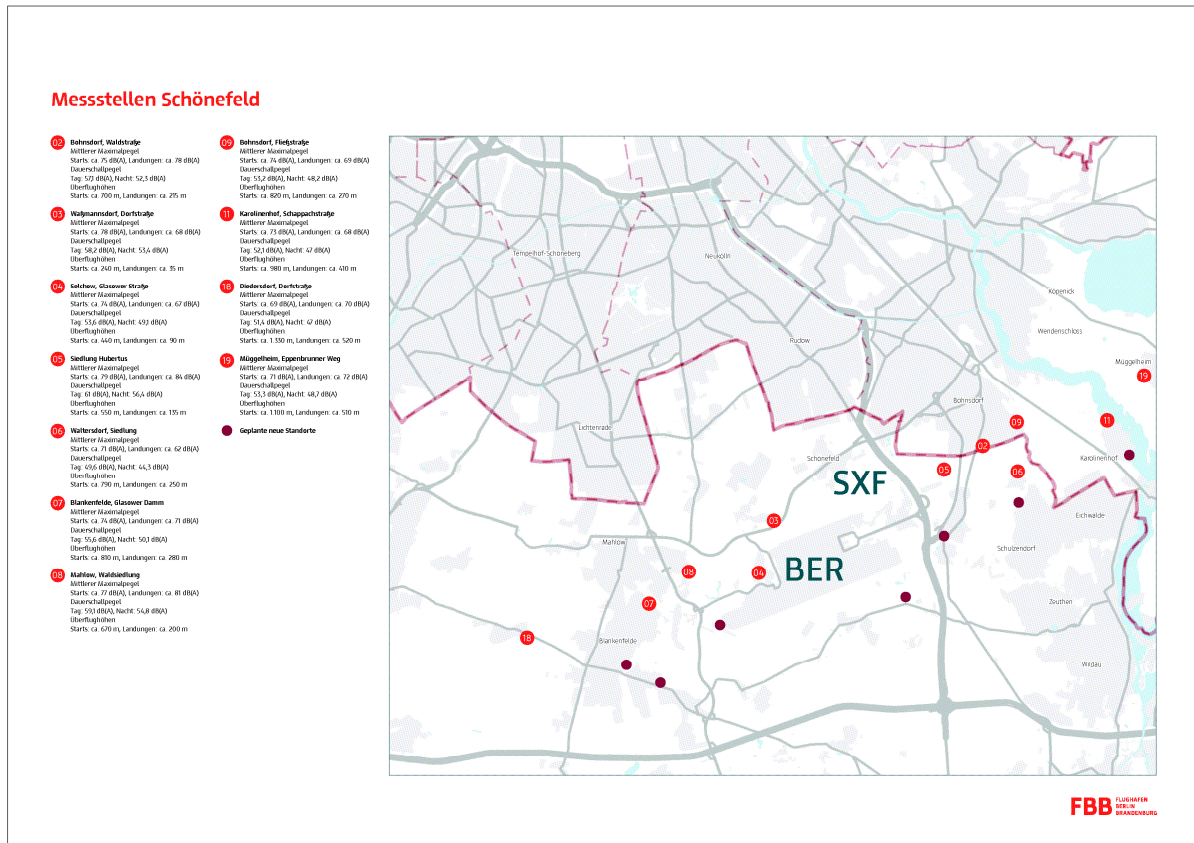 Messstellen Schönefeld
02 Bohnsdorf, Waldstraße
Mittlerer Maximalpegel
Starts: ca. 75 dB(A), Landungen: ca. 78 dB(A)
Dauerschallpegel
Tag: 57,1 dB(A), Nacht: 52,3 dB(A)
Überflughöhen
Starts: ca. 700 m, Landungen: ca. 215 m
03 Waßmannsdorf, Dorfstraße
Mittlerer Maximalpegel
Starts: ca. 78 dB(A), Landungen: ca. 68 dB(A)
Dauerschallpegel
Tag: 58,2 dB(A), Nacht: 53,4 dB(A)
Überflughöhen
Starts: ca. 240 m, Landungen: ca. 35 m
04 Selchow, Glasower Straße
Mittlerer Maximalpegel
Starts: ca. 74 dB(A), Landungen: ca. 67 dB(A)
Dauerschallpegel
Tag: 53,6 dB(A), Nacht: 49,1 dB(A)
Überflughöhen
Starts: ca. 440 m, Landungen: ca. 90 m
05 Siedlung Hubertus
Mittlerer Maximalpegel
Starts: ca. 79 dB(A), Landungen: ca. 84 dB(A)
Dauerschallpegel
Tag: 61 dB(A), Nacht: 56,4 dB(A)
Überflughöhen
Starts: ca. 550 m, Landungen: ca. 135 m
06 Waltersdorf, Siedlung
Mittlerer Maximalpegel
Starts: ca. 71 dB(A), Landungen: ca. 62 dB(A)
Dauerschallpegel
Tag: 49,6 dB(A), Nacht: 44,3 dB(A)
Überflughöhen
Starts: ca. 790 m, Landungen: ca. 250 m
07 Blankenfelde, Glasower Damm
Mittlerer Maximalpegel
Starts: ca. 74 dB(A), Landungen: ca. 71 dB(A)
Dauerschallpegel
Tag: 55,6 dB(A), Nacht: 50,1 dB(A)
Überflughöhen
Starts: ca. 810 m, Landungen: ca. 280 m
08 Mahlow, Waldsiedlung
Mittlerer Maximalpegel
Starts: ca. 77 dB(A), Landungen: ca. 81 dB(A)
Dauerschallpegel
Tag: 59,1 dB(A), Nacht: 54,8 dB(A)
Überflughöhen
Starts: ca. 670 m, Landungen: ca. 200 m
09 Bohnsdorf, Fließstraße
Mittlerer Maximalpegel
Starts: ca. 74 dB(A), Landungen: ca. 69 dB(A)
Dauerschallpegel
Tag: 53,2 dB(A), Nacht: 48,2 dB(A)
Überflughöhen
Starts: ca. 820 m, Landungen: ca. 270 m
11 Karolinenhof, Schappachstraße
Mittlerer Maximalpegel
Starts: ca. 73 dB(A), Landungen: ca. 68 dB(A)
Dauerschallpegel
Tag: 52,1 dB(A), Nacht: 47 dB(A)
Überflughöhen
Starts: ca. 980 m, Landungen: ca. 410 m
18 Diedersdorf, Dorfstraße
Mittlerer Maximalpegel
Starts: ca. 69 dB(A), Landungen: ca. 70 dB(A)
Dauerschallpegel
Tag: 51,4 dB(A), Nacht: 47 dB(A)
Überflughöhen
Starts: ca. 1.330 m, Landungen: ca. 520 m
19 Müggelheim, Eppenbrunner Weg
Mittlerer Maximalpegel
Starts: ca. 71 dB(A), Landungen: ca. 72 dB(A)
Dauerschallpegel
Tag: 53,3 dB(A), Nacht: 48,7 dB(A)
Überflughöhen
Starts: ca. 1.100 m, Landungen: ca. 510 m
Geplante neue Standorte
Tempelhof-Schöneberg
Neukölln
Köpenick
Wendenschloss
Rudow
Müggelheim
19
Bohnsdorf
Lichtenrade
09
11
02
Schönefeld
Karolinenhof
05
06
SXF
Eichwalde
03
Mahlow
Schulzendorf
08
04
BER
07
Zeuthen
18
Blankenfelde
Wildau
FBB
FLUGHAFEN
BERLIN
BRANDENBURG